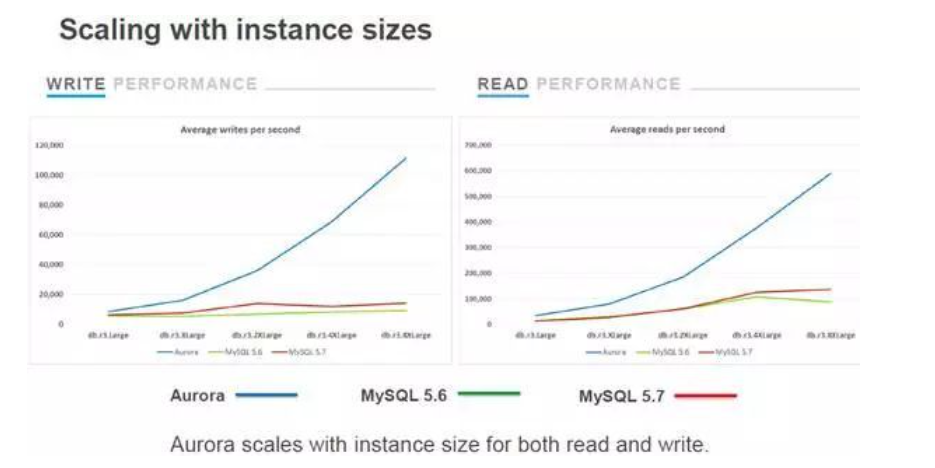 Scaling with instance sizes
WRITE PERFORMANCE
READ PERFORMANCE
Average writes per second
120,000
100,000
80,000
60,000
40,000
20,000
0
db.r3.Large db.r3.XLarge db.r3.2XLarge db.r3.4XLarge db.r3.8XLarge
Aurora MySQL 5.6 MySQL 5.7
Average reads per second
700,000
600,000
500,000
400,000
300,000
200,000
100,000
0
db.r3.Large db.r3.XLarge db.r3.2XLarge db.r3.4XLarge db.r3.8XLarge
Aurora MySQL 5.6 MySQL 5.7
Aurora MySQL 5.6 MySQL 5.7
Aurora scales with instance size for both read and write.